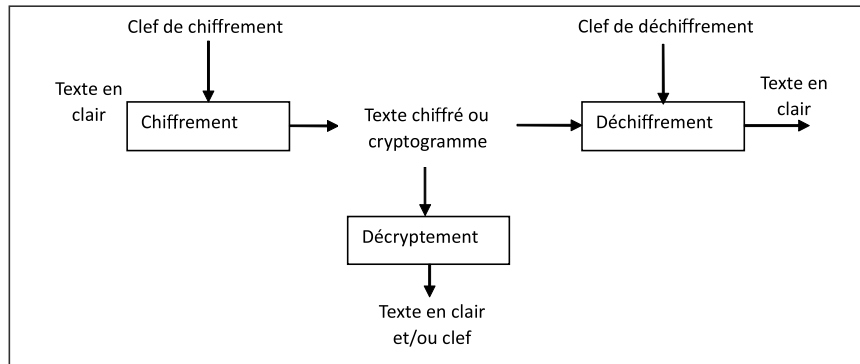 Clef de chiffrement
Clef de déchiffrement
Texte en
clair
Chiffrement
Texte chiffré ou
cryptogramme
Déchiffrement
Texte en
clair
Décryptement
Texte en clair
et/ou clef